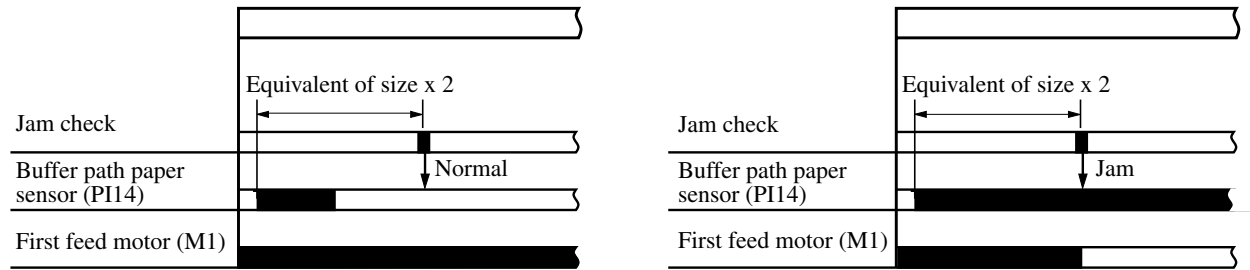 Equivalent of size x 2
Jam check
Normal
Buffer path paper
sensor (PI14)
First feed motor (M1)
Equivalent of size x 2
Jam check
Jam
Buffer path paper
sensor (PI14)
First feed motor (M1)